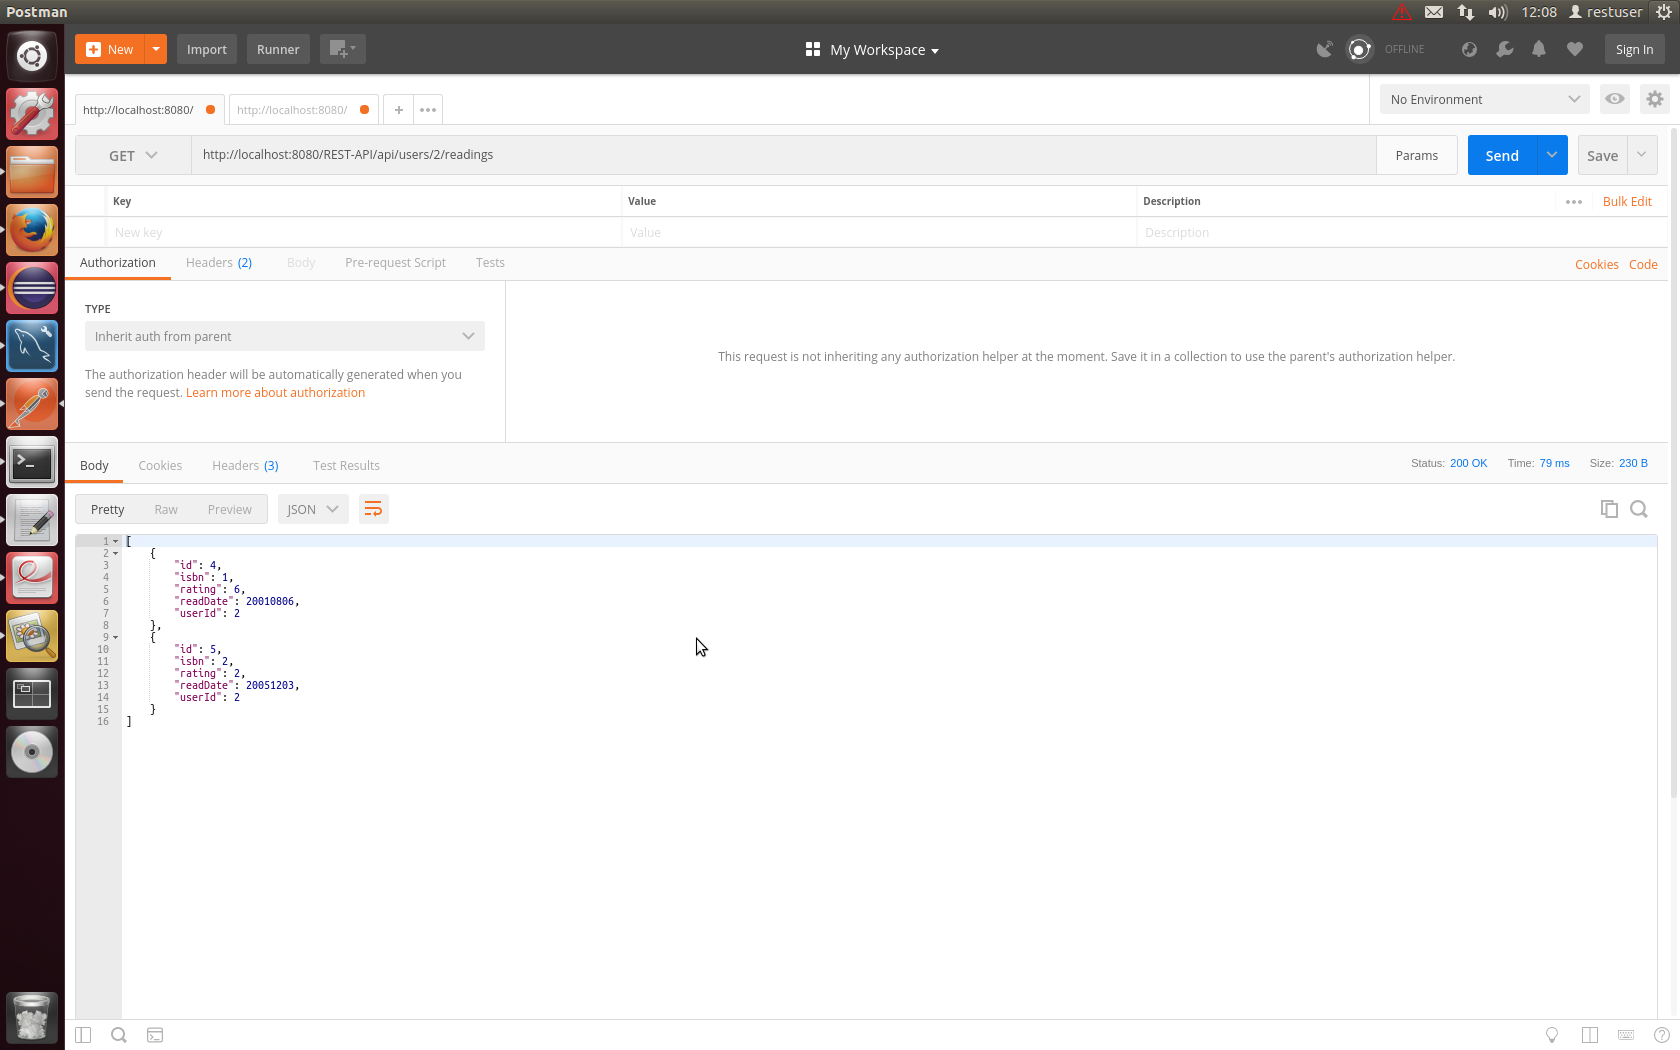 Postman
12:08 restuser
New Import Runner My Workspace OFFLINE Sign In
http://localhost:8080/ http://localhost:8080/ + No Environment
GET http://localhost:8080/REST-API/api/users/2/readings Params Send Save
Key Value Description Bulk Edit
New key Value Description
Authorization Headers (2) Body Pre-request Script Tests Cookies Code
TYPE
Inherit auth from parent
The authorization header will be automatically generated when you
send the request. Learn more about authorization
This request is not inheriting any authorization helper at the moment. Save it in a collection to use the parent's authorization helper.
Body Cookies Headers (3) Test Results Status: 200 OK Time: 79 ms Size: 230 B
Pretty Raw Preview JSON
1 [
2 {
3 "id": 4,
4 "isbn": 1,
5 "rating": 6,
6 "readDate": 20010806,
7 "userId": 2
8 },
9 {
10 "id": 5,
11 "isbn": 2,
12 "rating": 2,
13 "readDate": 20051203,
14 "userId": 2
15 }
16 ]